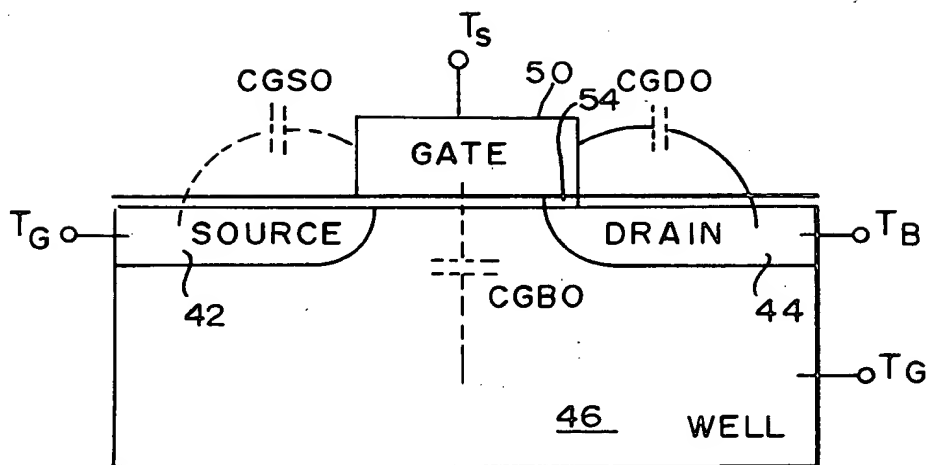 T_S
CGSO
50
CGDO
54
GATE
T_G
SOURCE
DRAIN
T_B
42
CGBO
44
T_G
46
WELL